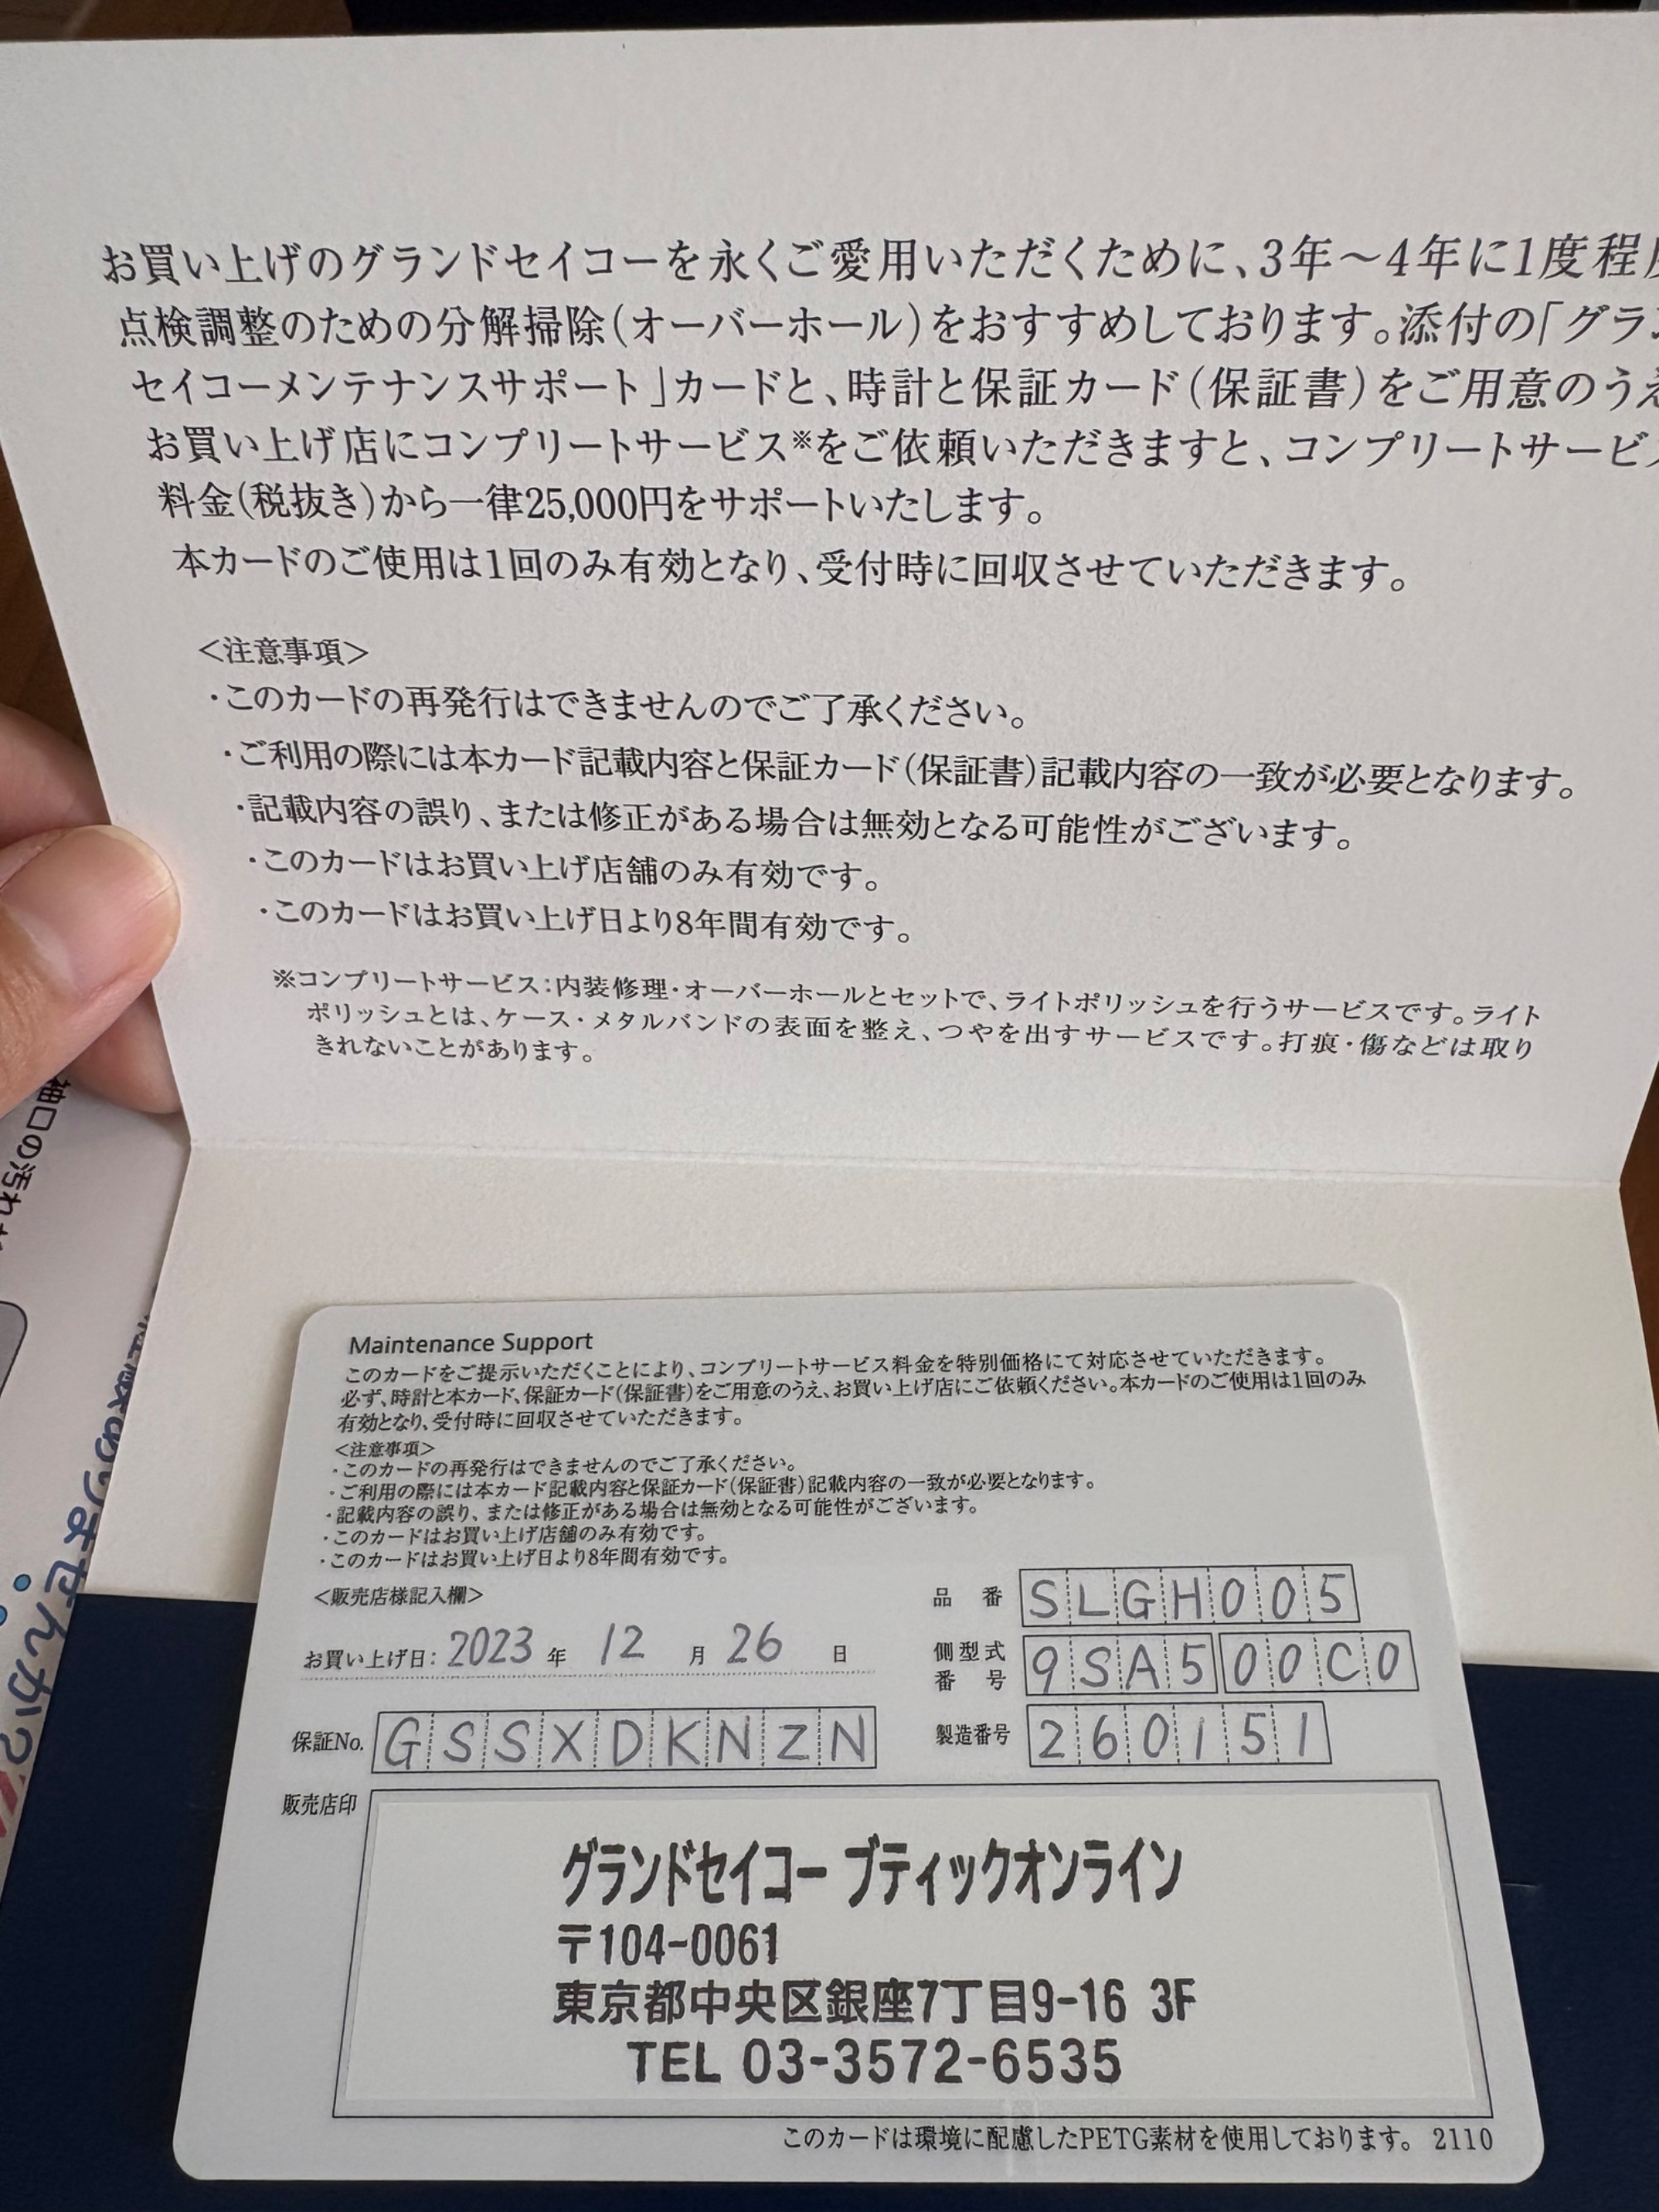 お買い上げのグランドセイコーを永くご愛用いただくために、3年～4年に1度程度
点検調整のための分解掃除(オーバーホール)をおすすめしております。添付の「グラン
セイコーメンテナンスサポート」カードと、時計と保証カード(保証書)をご用意のうえ
お買い上げ店にコンプリートサービス※をご依頼いただきますと、コンプリートサービス
料金(税抜き)から一律25,000円をサポートいたします。
本カードのご使用は1回のみ有効となり、受付時に回収させていただきます。
<注意事項>
・このカードの再発行はできませんのでご了承ください。
・ご利用の際には本カード記載内容と保証カード(保証書)記載内容の一致が必要となります。
・記載内容の誤り、または修正がある場合は無効となる可能性がございます。
・このカードはお買い上げ店舗のみ有効です。
・このカードはお買い上げ日より8年間有効です。
※コンプリートサービス:内装修理・オーバーホールとセットで、ライトポリッシュを行うサービスです。ライト
ポリッシュとは、ケース・メタルバンドの表面を整え、つやを出すサービスです。打痕・傷などは取り
きれないことがあります。
袖口の汚れ
ありませんか?
Maintenance Support
このカードをご提示いただくことにより、コンプリートサービス料金を特別価格にて対応させていただきます。
必ず、時計と本カード、保証カード(保証書)をご用意のうえ、お買い上げ店にご依頼ください。本カードのご使用は1回のみ
有効となり、受付時に回収させていただきます。
<注意事項>
・このカードの再発行はできませんのでご了承ください。
・ご利用の際には本カード記載内容と保証カード(保証書)記載内容の一致が必要となります。
・記載内容の誤り、または修正がある場合は無効となる可能性がございます。
・このカードはお買い上げ店舗のみ有効です。
・このカードはお買い上げ日より8年間有効です。
<販売店様記入欄>
お買い上げ日: 2023 年 12 月 26 日
保証No. GSSXDKNZN
品番 SLGH005
側型式番号 9SA5 00C0
製造番号 260151
販売店印
グランドセイコー ブティックオンライン
〒104-0061
東京都中央区銀座7丁目9-16 3F
TEL 03-3572-6535
このカードは環境に配慮したPETG素材を使用しております。 2110